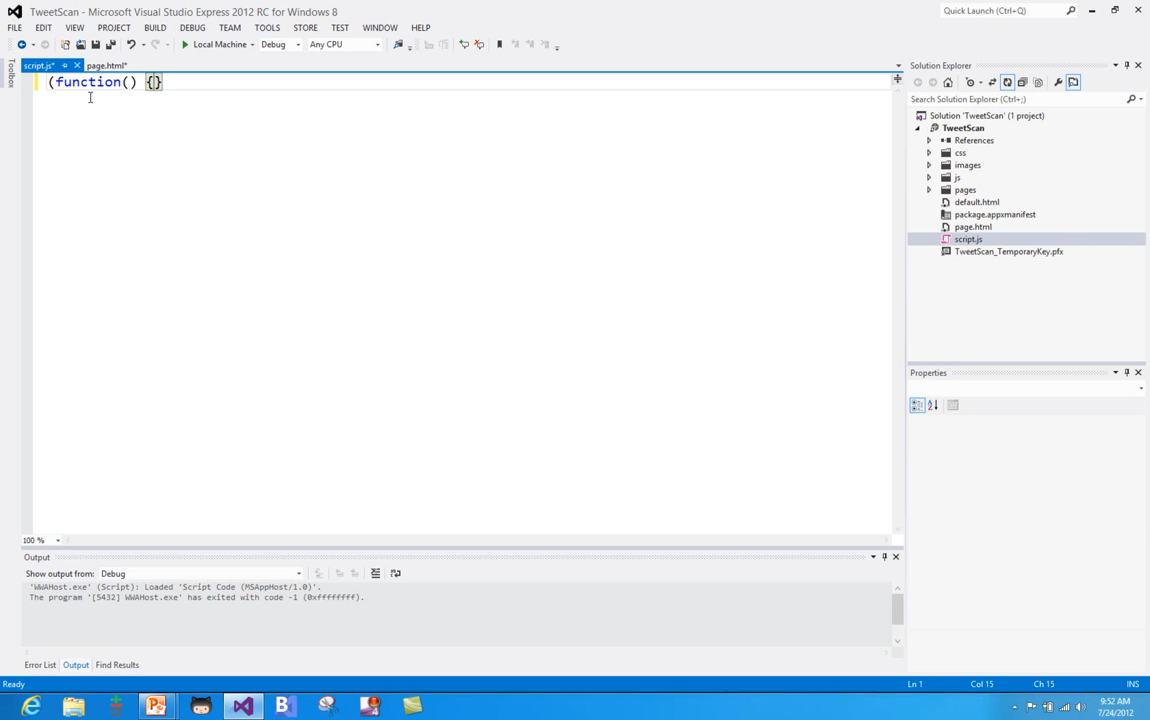 TweetScan - Microsoft Visual Studio Express 2012 RC for Windows 8
Quick Launch (Ctrl+Q)
FILE EDIT VIEW PROJECT BUILD DEBUG TEAM TOOLS STORE TEST WINDOW HELP
Local Machine Debug Any CPU
Toolbox
script.js* page.html*
(function() {}
Solution Explorer
Search Solution Explorer (Ctrl+;)
Solution 'TweetScan' (1 project)
TweetScan
References
css
images
js
pages
default.html
package.appxmanifest
page.html
script.js
TweetScan_TemporaryKey.pfx
Properties
100 %
Output
Show output from: Debug
'WWAHost.exe' (Script): Loaded 'Script Code (MSAppHost/1.0)'.
The program '[5432] WWAHost.exe' has exited with code -1 (0xffffffff).
Error List Output Find Results
Ready Ln 1 Col 15 Ch 15 INS
9:52 AM
7/24/2012